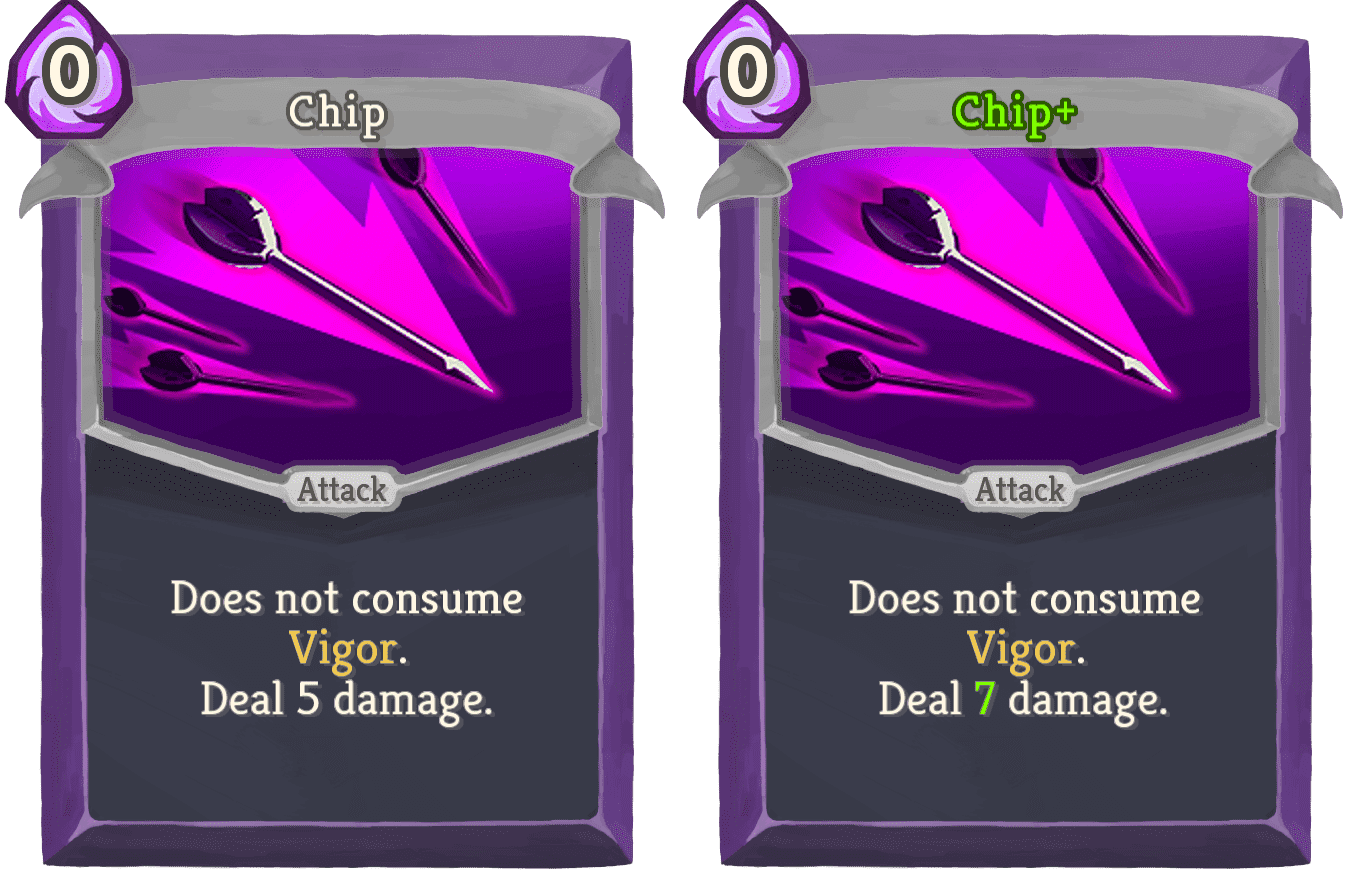 0
Chip
Attack
Does not consume
Vigor.
Deal 5 damage.
0
Chip+
Attack
Does not consume
Vigor.
Deal 7 damage.